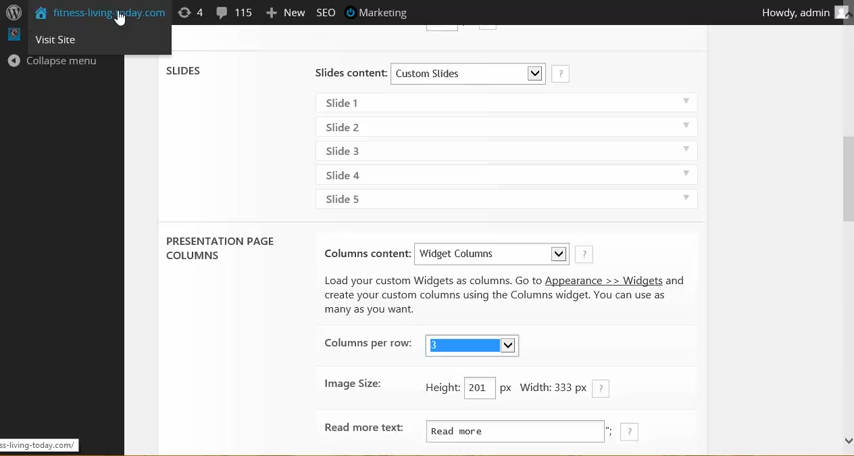 fitness-living-today.com 4 115 New SEO Marketing Howdy, admin
Visit Site
Collapse menu
SLIDES Slides content: Custom Slides ?
Slide 1
Slide 2
Slide 3
Slide 4
Slide 5
PRESENTATION PAGE
COLUMNS
Columns content: Widget Columns ?
Load your custom Widgets as columns. Go to Appearance >> Widgets and
create your custom columns using the Columns widget. You can use as
many as you want.
Columns per row: 3
Image Size: Height: 201 px Width: 333 px ?
Read more text: Read more "; ?
ss-living-today.com/